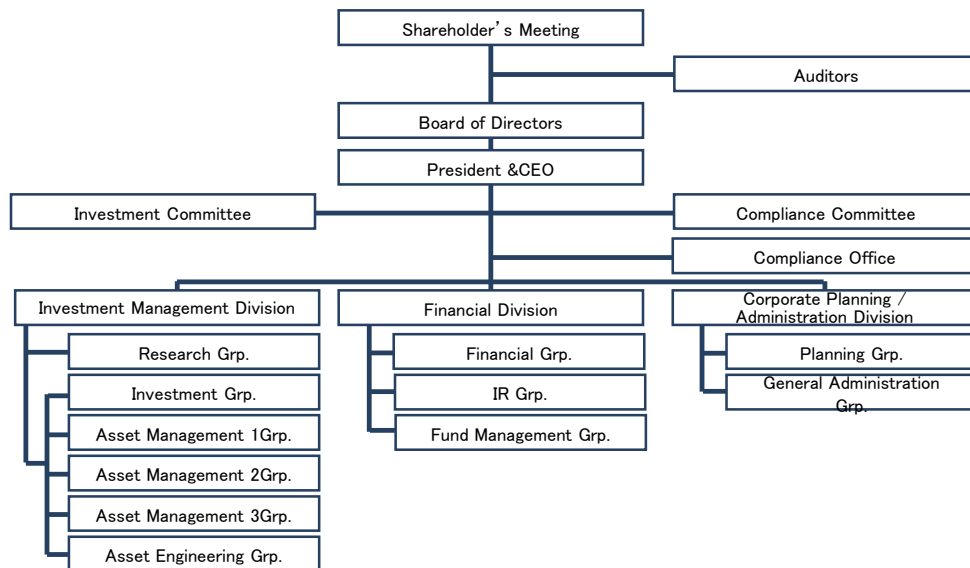 Shareholder's Meeting
Auditors
Board of Directors
President &CEO
Investment Committee
Compliance Committee
Compliance Office
Investment Management Division
Financial Division
Corporate Planning /
Administration Division
Research Grp.
Financial Grp.
Planning Grp.
Investment Grp.
IR Grp.
General Administration
Grp.
Asset Management 1Grp.
Fund Management Grp.
Asset Management 2Grp.
Asset Management 3Grp.
Asset Engineering Grp.